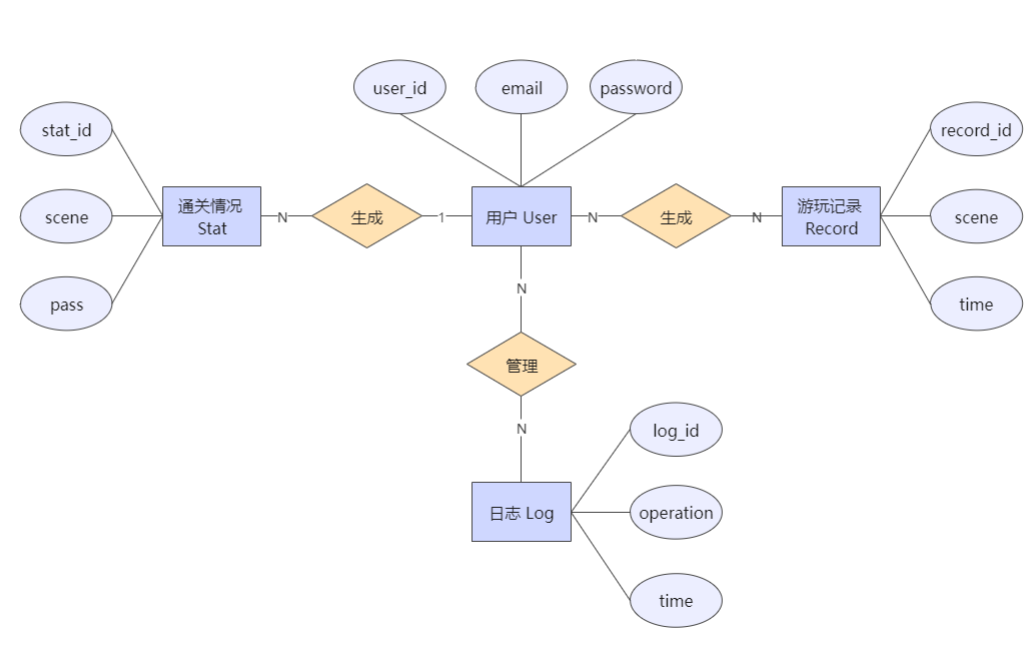 user_id
email
password
stat_id
record_id
通关情况
Stat
N
生成
1
用户 User
N
生成
N
游玩记录
Record
scene
scene
pass
time
N
管理
N
log_id
日志 Log
operation
time